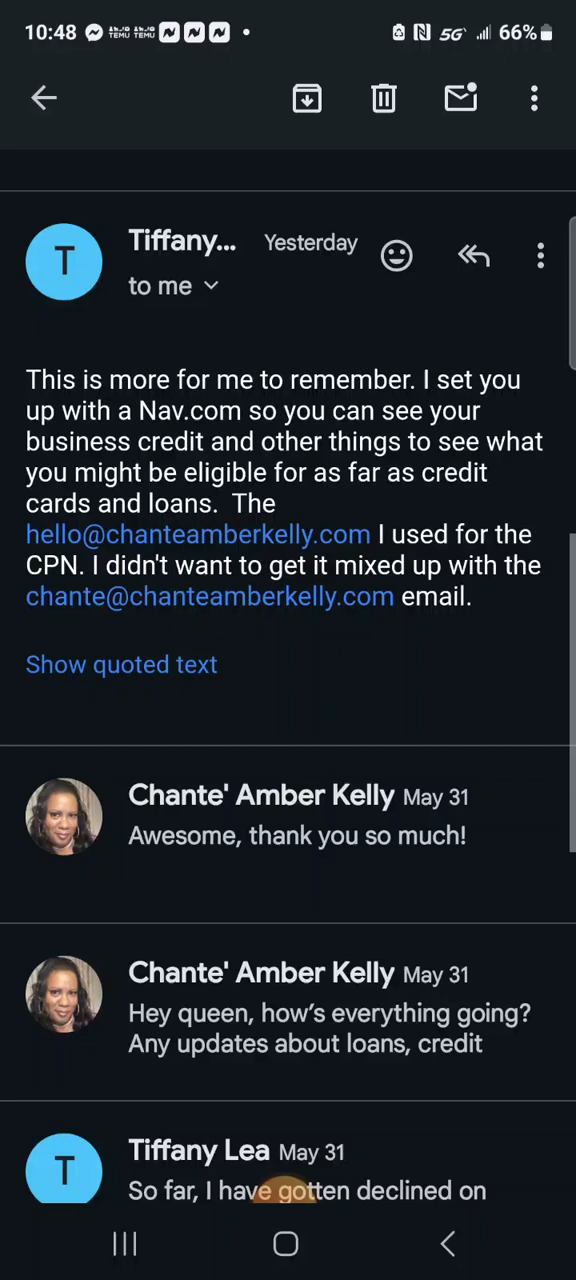 10:48 TEMU TEMU 5G 66%
Tiffany... Yesterday
T
to me
This is more for me to remember. I set you
up with a Nav.com so you can see your
business credit and other things to see what
you might be eligible for as far as credit
cards and loans. The
hello@chanteamberkelly.com I used for the
CPN. I didn't want to get it mixed up with the
chante@chanteamberkelly.com email.
Show quoted text
Chante' Amber Kelly May 31
Awesome, thank you so much!
Chante' Amber Kelly May 31
Hey queen, how’s everything going?
Any updates about loans, credit
Tiffany Lea May 31
T
So far, I have gotten declined on